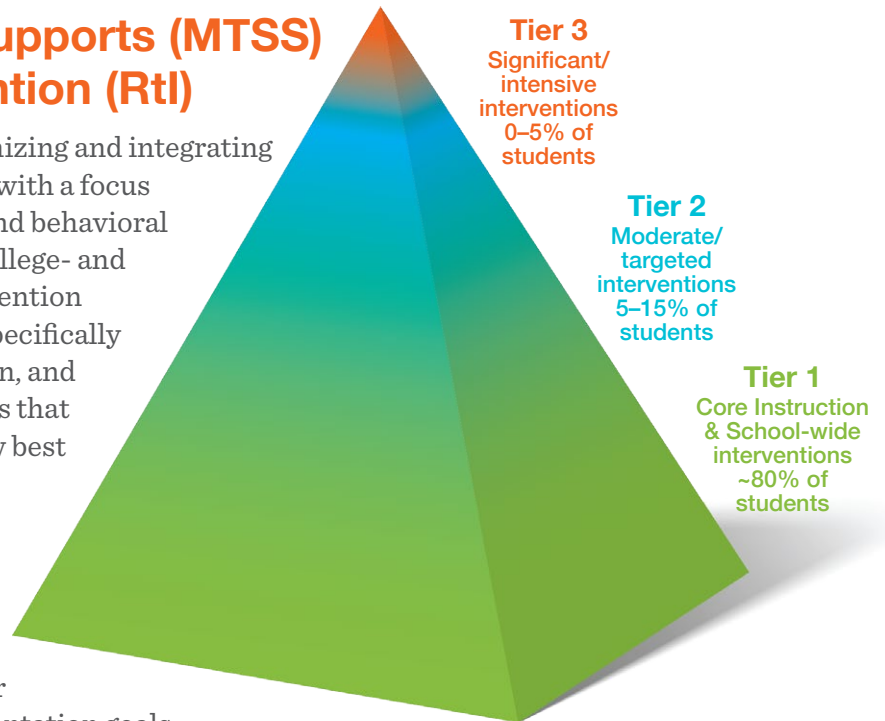 upports (MTSS)
ntion (RtI)
nizing and integrating
with a focus
nd behavioral
llege- and
ention
pecifically
n, and
s that
y best
r
ntation goals
Tier 3
Significant/
intensive
interventions
0–5% of
students
Tier 2
Moderate/
targeted
interventions
5–15% of
students
Tier 1
Core Instruction
& School-wide
interventions
~80% of
students